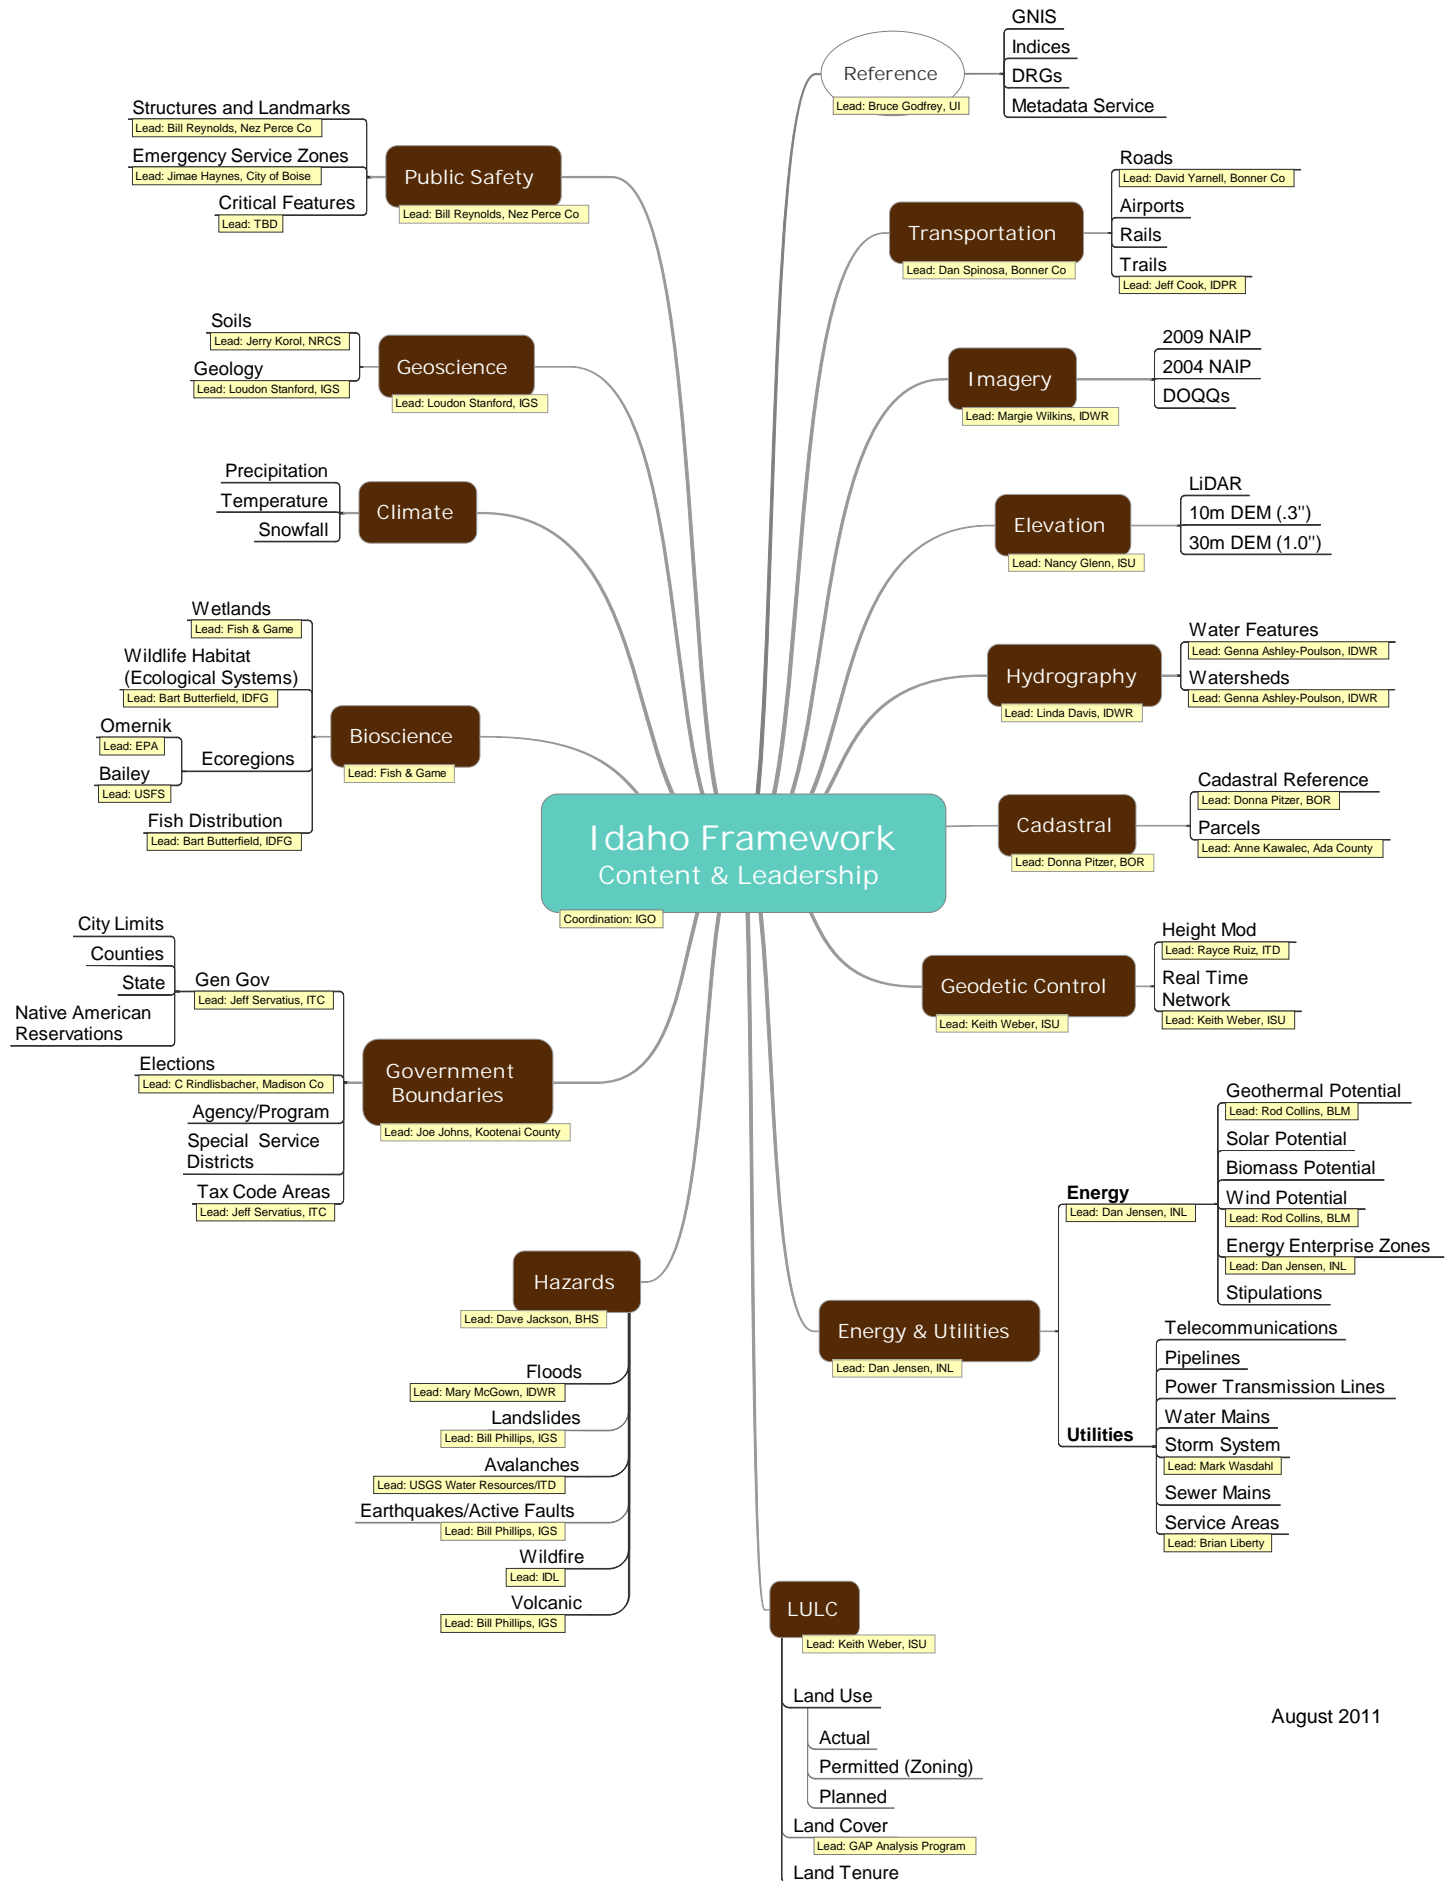 Idaho Framework
Content & Leadership
Coordination: IGO
Reference
Lead: Bruce Godfrey, UI
GNIS
Indices
DRGs
Metadata Service
Transportation
Lead: Dan Spinosa, Bonner Co
Roads
Lead: David Yarnell, Bonner Co
Airports
Rails
Trails
Lead: Jeff Cook, IDPR
Imagery
Lead: Margie Wilkins, IDWR
2009 NAIP
2004 NAIP
DOQQs
Elevation
Lead: Nancy Glenn, ISU
LiDAR
10m DEM (.3")
30m DEM (1.0")
Hydrography
Lead: Linda Davis, IDWR
Water Features
Lead: Genna Ashley-Poulson, IDWR
Watersheds
Lead: Genna Ashley-Poulson, IDWR
Cadastral
Lead: Donna Pitzer, BOR
Cadastral Reference
Lead: Donna Pitzer, BOR
Parcels
Lead: Anne Kawalec, Ada County
Geodetic Control
Lead: Keith Weber, ISU
Height Mod
Lead: Rayce Ruiz, ITD
Real Time
Network
Lead: Keith Weber, ISU
Energy & Utilities
Lead: Dan Jensen, INL
Energy
Lead: Dan Jensen, INL
Geothermal Potential
Lead: Rod Collins, BLM
Solar Potential
Biomass Potential
Wind Potential
Lead: Rod Collins, BLM
Energy Enterprise Zones
Lead: Dan Jensen, INL
Stipulations
Utilities
Telecommunications
Pipelines
Power Transmission Lines
Water Mains
Storm System
Lead: Mark Wasdahl
Sewer Mains
Service Areas
Lead: Brian Liberty
LULC
Lead: Keith Weber, ISU
Land Use
Actual
Permitted (Zoning)
Planned
Land Cover
Lead: GAP Analysis Program
Land Tenure
Public Safety
Lead: Bill Reynolds, Nez Perce Co
Structures and Landmarks
Lead: Bill Reynolds, Nez Perce Co
Emergency Service Zones
Lead: Jimae Haynes, City of Boise
Critical Features
Lead: TBD
Geoscience
Lead: Loudon Stanford, IGS
Soils
Lead: Jerry Korol, NRCS
Geology
Lead: Loudon Stanford, IGS
Climate
Precipitation
Temperature
Snowfall
Bioscience
Lead: Fish & Game
Wetlands
Lead: Fish & Game
Wildlife Habitat
(Ecological Systems)
Lead: Bart Butterfield, IDFG
Ecoregions
Omernik
Lead: EPA
Bailey
Lead: USFS
Fish Distribution
Lead: Bart Butterfield, IDFG
Government
Boundaries
Lead: Joe Johns, Kootenai County
Gen Gov
Lead: Jeff Servatius, ITC
City Limits
Counties
State
Native American
Reservations
Elections
Lead: C Rindlisbacher, Madison Co
Agency/Program
Special Service
Districts
Tax Code Areas
Lead: Jeff Servatius, ITC
Hazards
Lead: Dave Jackson, BHS
Floods
Lead: Mary McGown, IDWR
Landslides
Lead: Bill Phillips, IGS
Avalanches
Lead: USGS Water Resources/ITD
Earthquakes/Active Faults
Lead: Bill Phillips, IGS
Wildfire
Lead: IDL
Volcanic
Lead: Bill Phillips, IGS
August 2011